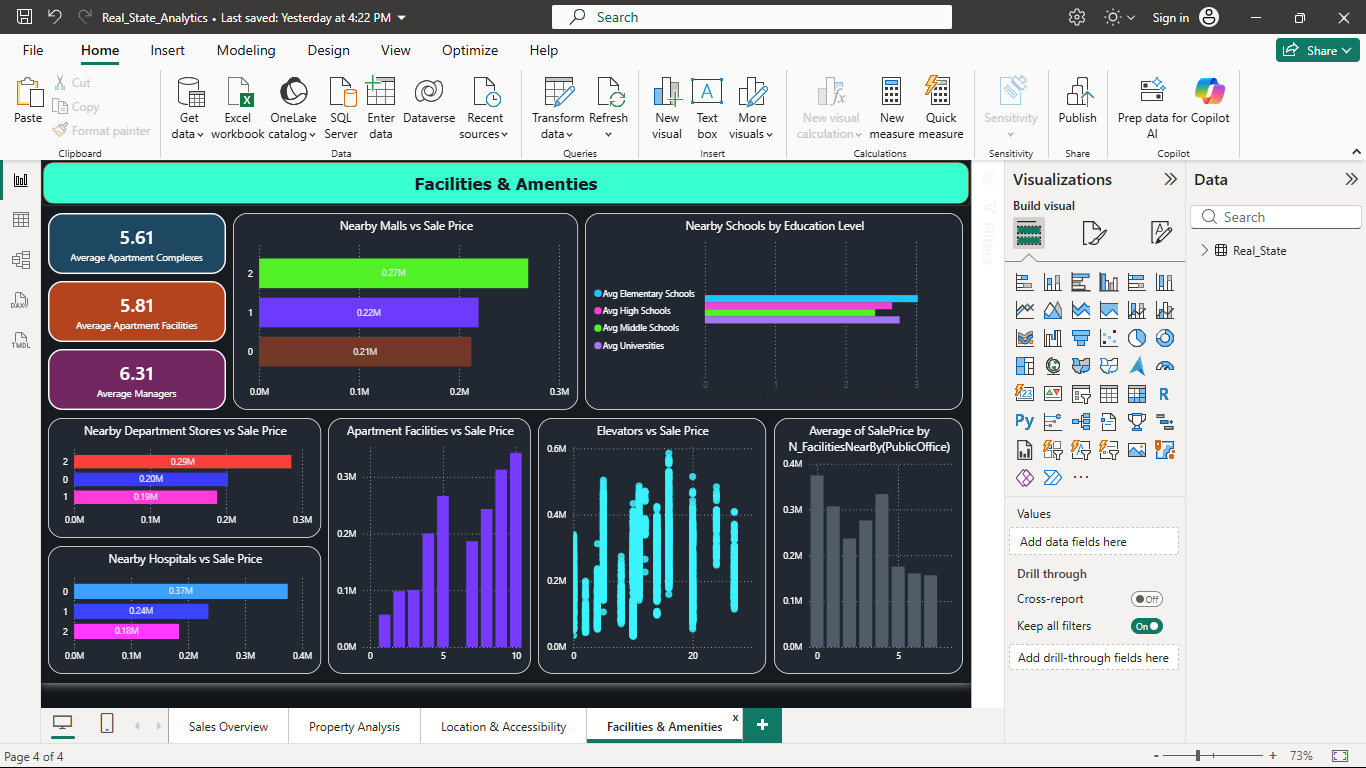 Real_State_Analytics • Last saved: Yesterday at 4:22 PM
Search
Sign in
File
Home
Insert
Modeling
Design
View
Optimize
Help
Share
Paste
Cut
Copy
Format painter
Clipboard
Get data
Excel workbook
OneLake catalog
SQL Server
Enter data
Dataverse
Recent sources
Data
Transform data
Refresh
Queries
New visual
Text box
More visuals
Insert
New visual calculation
New measure
Quick measure
Calculations
Sensitivity
Sensitivity
Publish
Share
Prep data for AI
Copilot
Copilot
DAX
TMDL
Facilities & Amenties
5.61
Average Apartment Complexes
5.81
Average Apartment Facilities
6.31
Average Managers
Nearby Malls vs Sale Price
2
0.27M
1
0.22M
0
0.21M
0.0M 0.1M 0.2M 0.3M
Nearby Schools by Education Level
Avg Elementary Schools
Avg High Schools
Avg Middle Schools
Avg Universities
0 1 2 3
Nearby Department Stores vs Sale Price
2
0.29M
0
0.20M
1
0.19M
0.0M 0.1M 0.2M 0.3M
Nearby Hospitals vs Sale Price
0
0.37M
1
0.24M
2
0.18M
0.0M 0.1M 0.2M 0.3M 0.4M
Apartment Facilities vs Sale Price
0.3M
0.2M
0.1M
0.0M
0 5 10
Elevators vs Sale Price
0.6M
0.4M
0.2M
0.0M
0 20
Average of SalePrice by
N_FacilitiesNearBy(PublicOffice)
0.4M
0.3M
0.2M
0.1M
0.0M
0 5
Filters
Visualizations
Build visual
123
R
Py
Values
Add data fields here
Drill through
Cross-report
Off
Keep all filters
On
Add drill-through fields here
Data
Search
Real_State
Sales Overview
Property Analysis
Location & Accessibility
Facilities & Amenities
x
+
Page 4 of 4
- + 73%